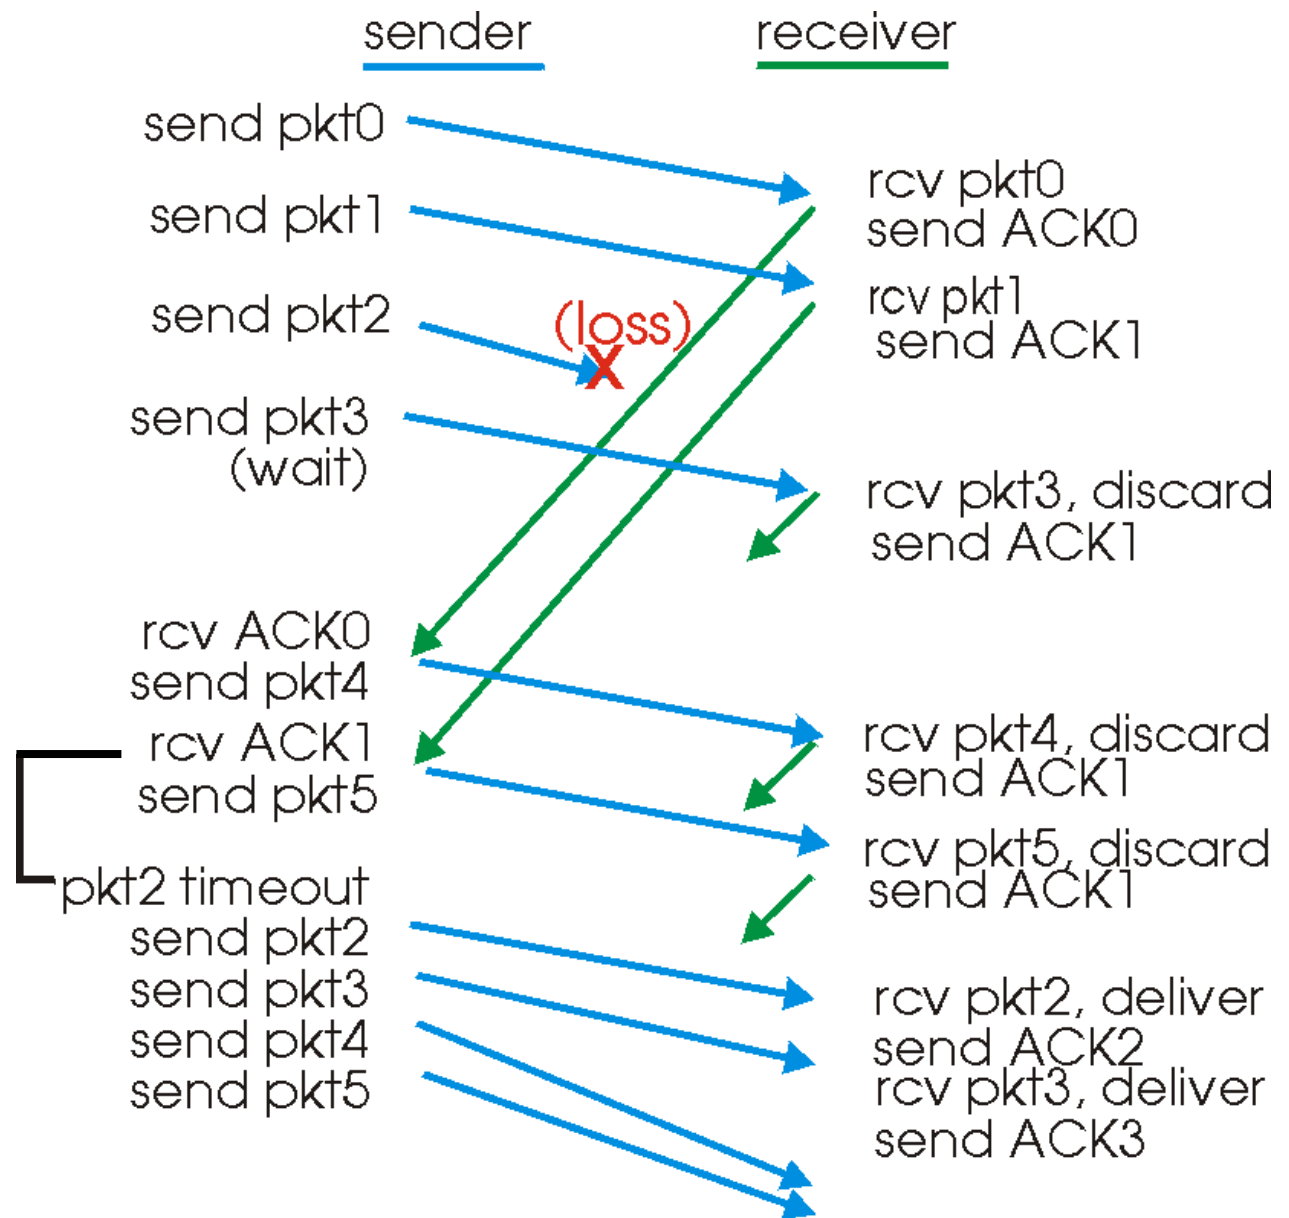 sender
receiver
send pkt0
rcv pkt0
send ACK0
send pkt1
rcv pkt1
send ACK1
send pkt2
(loss)
X
send pkt3
(wait)
rcv pkt3, discard
send ACK1
rcv ACK0
send pkt4
rcv pkt4, discard
send ACK1
rcv ACK1
send pkt5
rcv pkt5, discard
send ACK1
pkt2 timeout
send pkt2
send pkt3
send pkt4
send pkt5
rcv pkt2, deliver
send ACK2
rcv pkt3, deliver
send ACK3